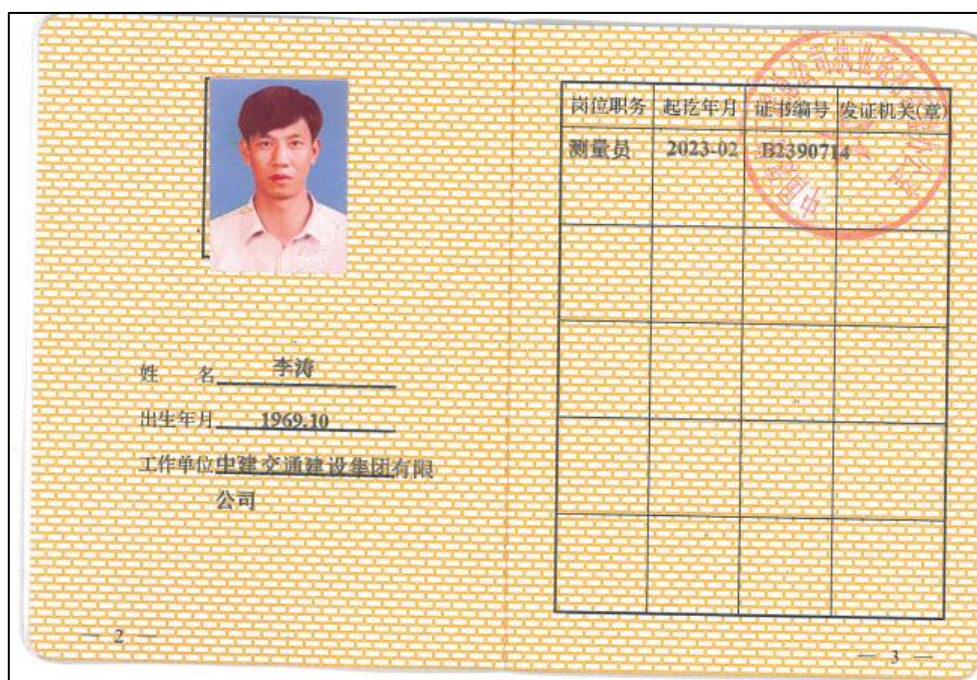 姓 名 李涛
出生年月 1969.10
工作单位 中建交通建设集团有限
公司
— 2 —
岗位职务 起讫年月 证书编号 发证机关(章)
测量员 2023-02 B2390714
— 3 —